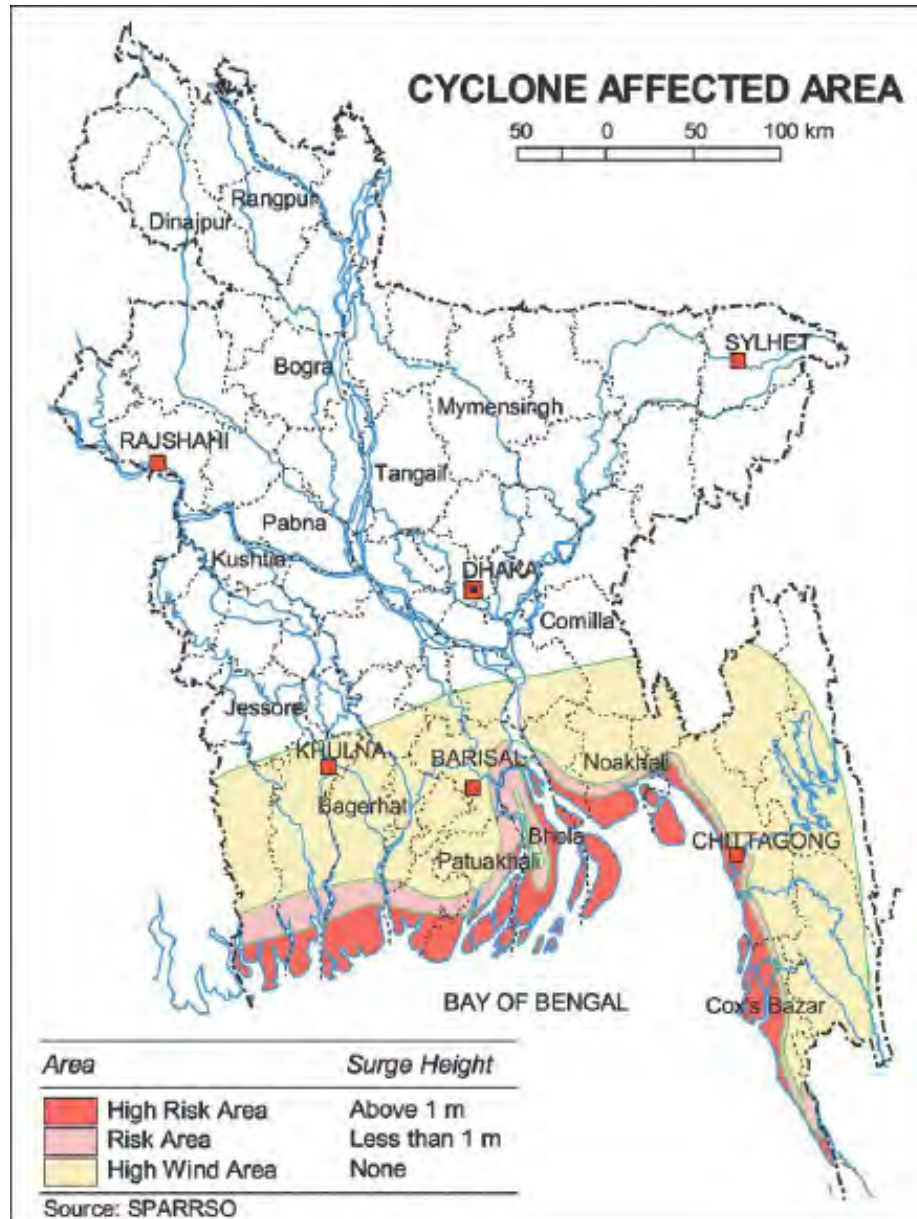 CYCLONE AFFECTED AREA
50 0 50 100 km
Rangpur
Dinajpur
SYLHET
Bogra
Mymensingh
RAJSHAHI
Tangail
Pabna
Kushtia
DHAKA
Comilla
Jessore
KHULNA
BARISAL
Noakhali
Bagerhat
Bhola
CHITTAGONG
Patuakhali
BAY OF BENGAL
Cox's Bazar
Area Surge Height
High Risk Area Above 1 m
Risk Area Less than 1 m
High Wind Area None
Source: SPARRSO